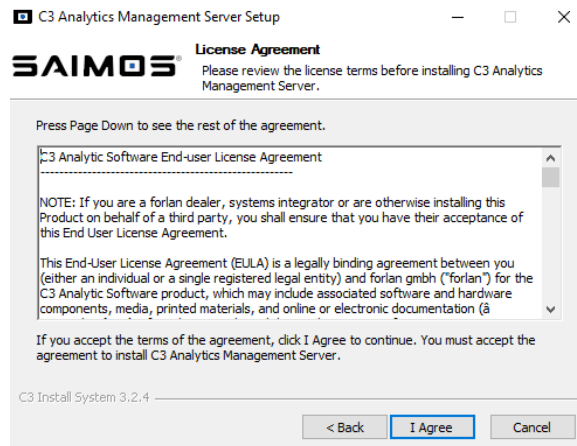 C3 Analytics Management Server Setup
SAIMOS®
License Agreement
Please review the license terms before installing C3 Analytics
Management Server.
Press Page Down to see the rest of the agreement.
C3 Analytic Software End-user License Agreement
------------------------------------------------------
NOTE: If you are a forlan dealer, systems integrator or are otherwise installing this
Product on behalf of a third party, you shall ensure that you have their acceptance of
this End User License Agreement.
This End-User License Agreement (EULA) is a legally binding agreement between you
(either an individual or a single registered legal entity) and forlan gmbh ("forlan") for the
C3 Analytic Software product, which may include associated software and hardware
components, media, printed materials, and online or electronic documentation (â
If you accept the terms of the agreement, click I Agree to continue. You must accept the
agreement to install C3 Analytics Management Server.
C3 Install System 3.2.4
< Back
I Agree
Cancel